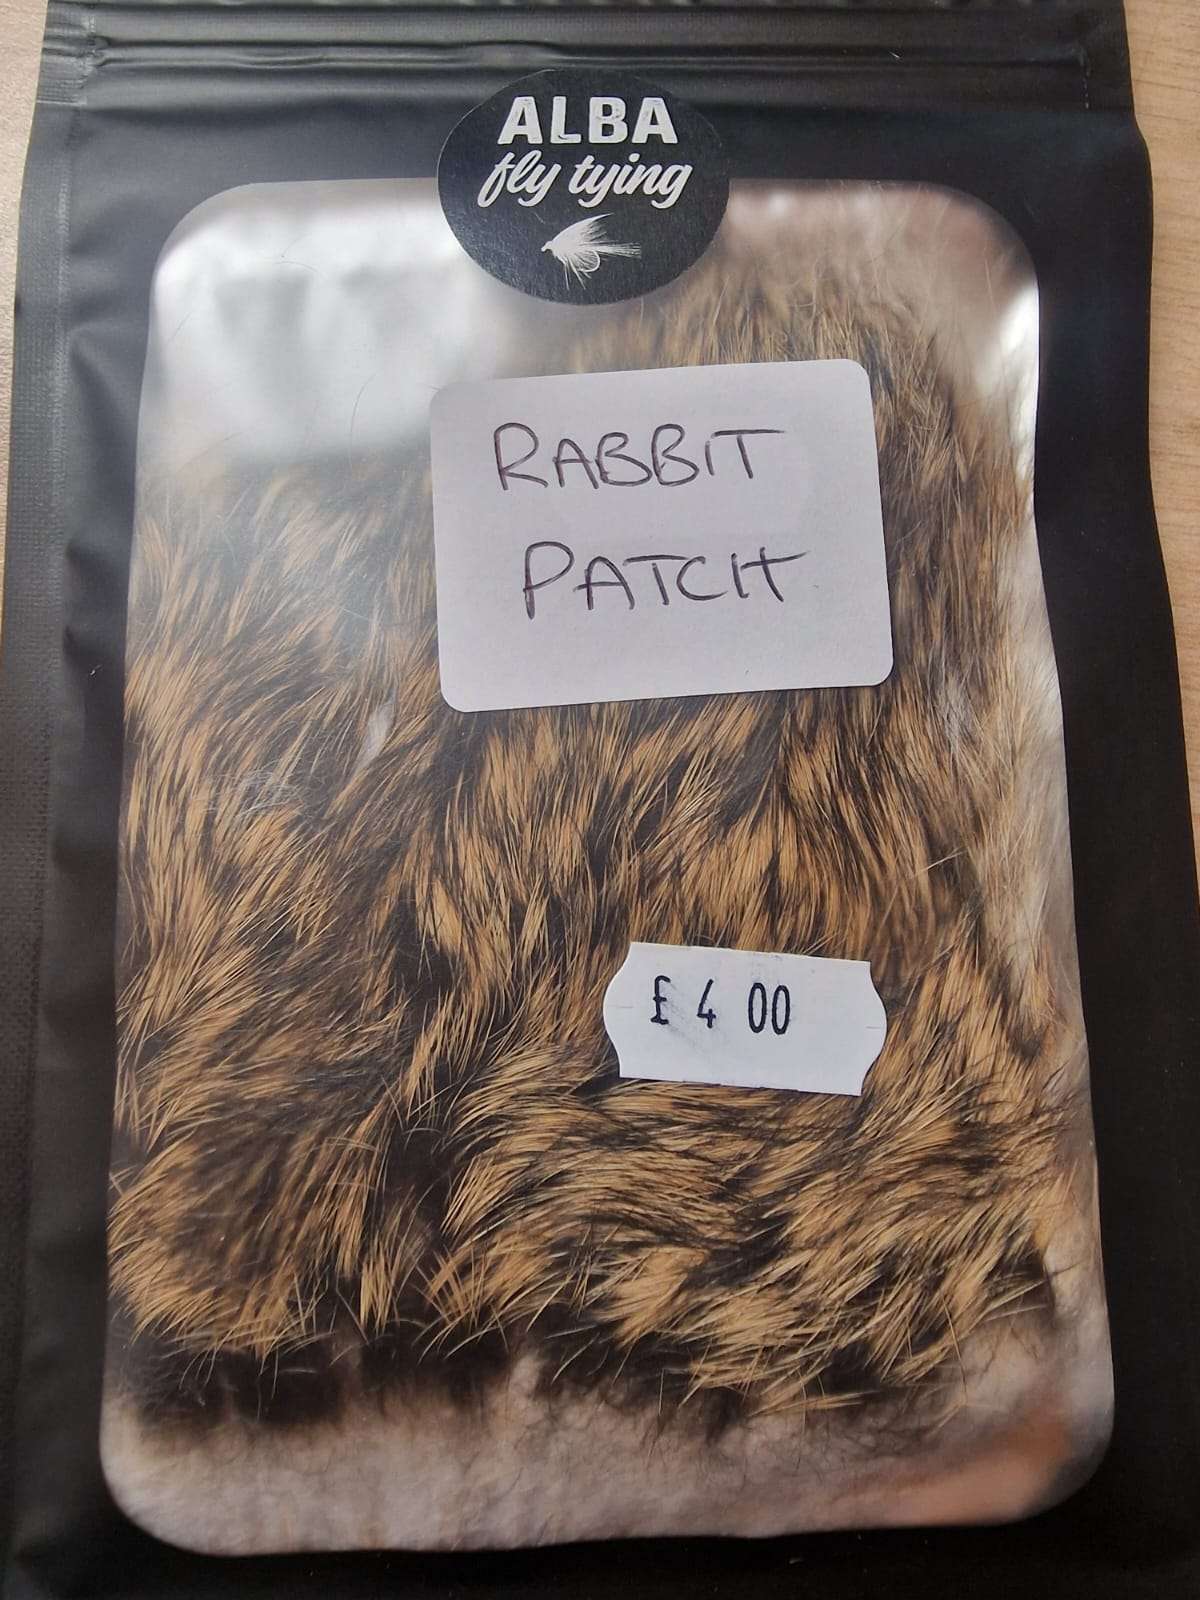 ALBA
fly tying
RABBIT
PATCH
£ 4 00